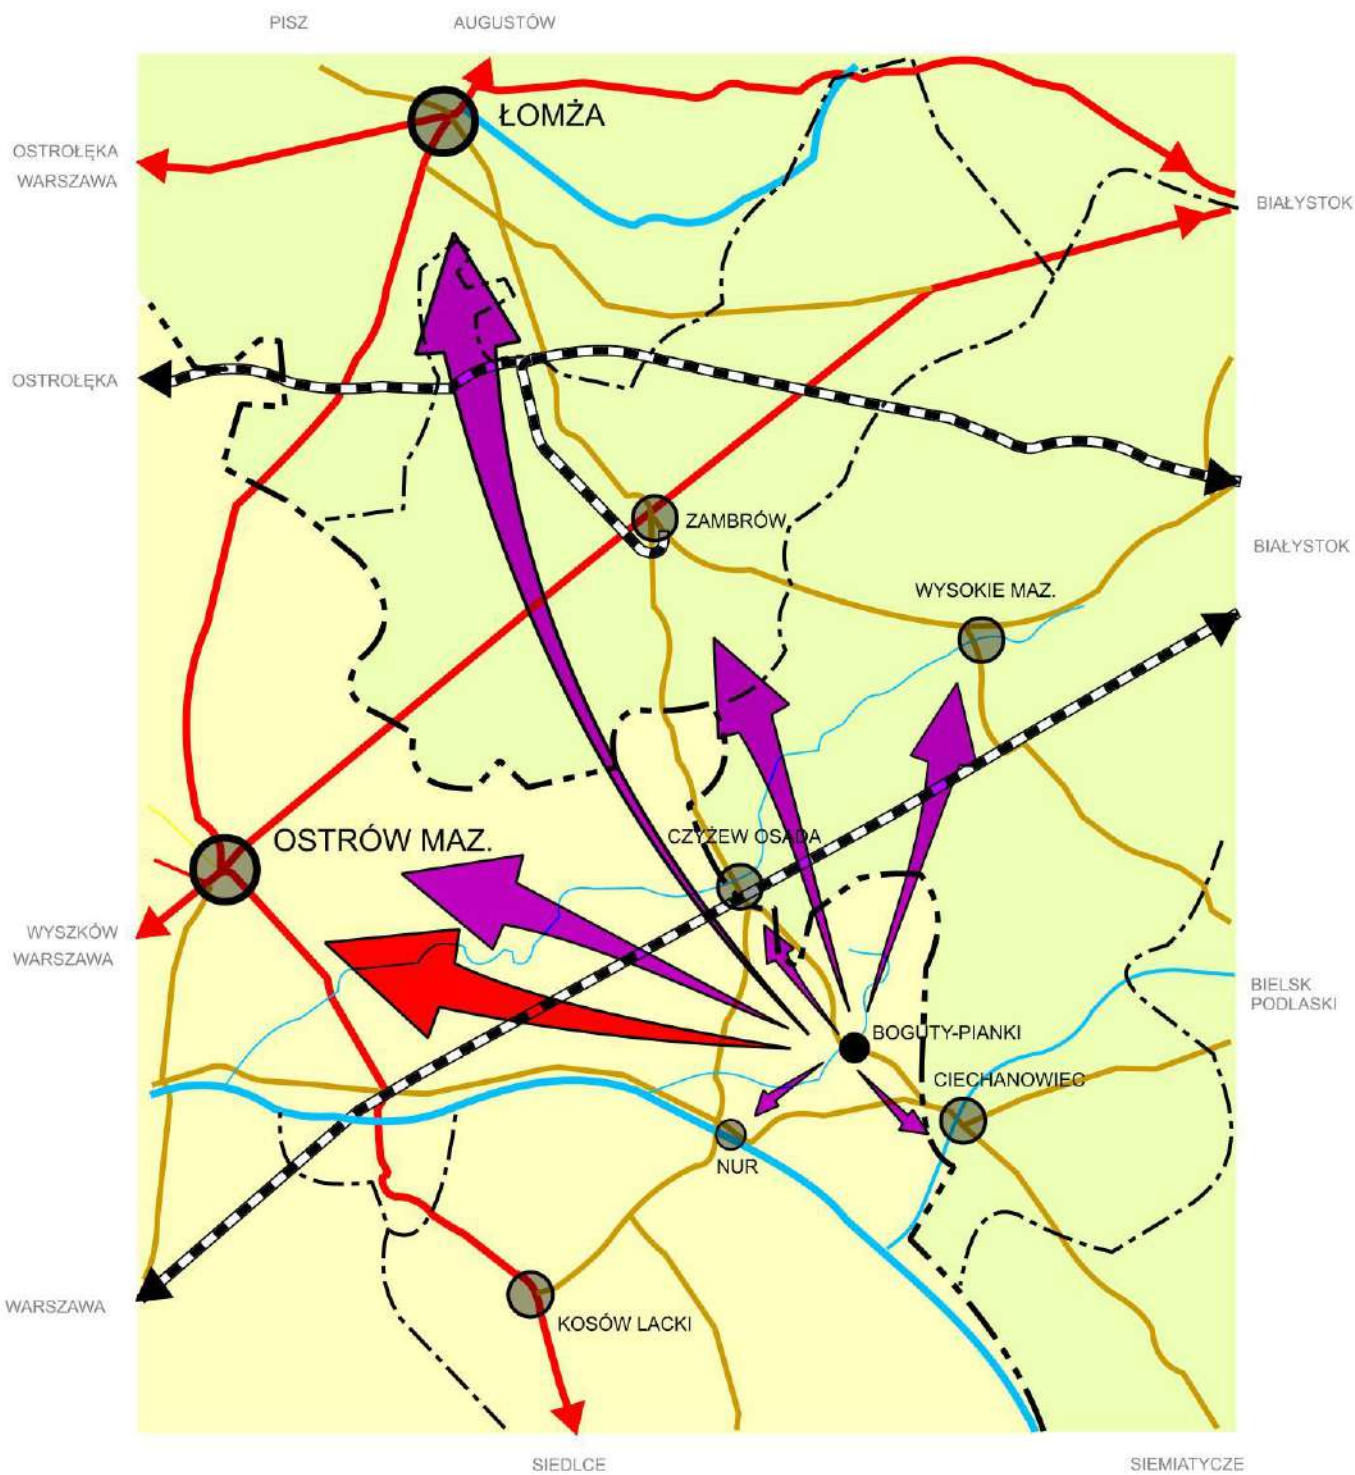 PISZ
AUGUSTÓW
ŁOMŻA
OSTROŁĘKA
WARSZAWA
BIAŁYSTOK
OSTROŁĘKA
ZAMBRÓW
BIAŁYSTOK
WYSOKIE MAZ.
CZYŻEW OSADA
OSTRÓW MAZ.
WYSZKÓW
WARSZAWA
BIELSK
PODLASKI
BOGUTY-PIANKI
CIECHANOWIEC
NUR
WARSZAWA
KOSÓW LACKI
SIEDLCE
SIEMIATYCZE